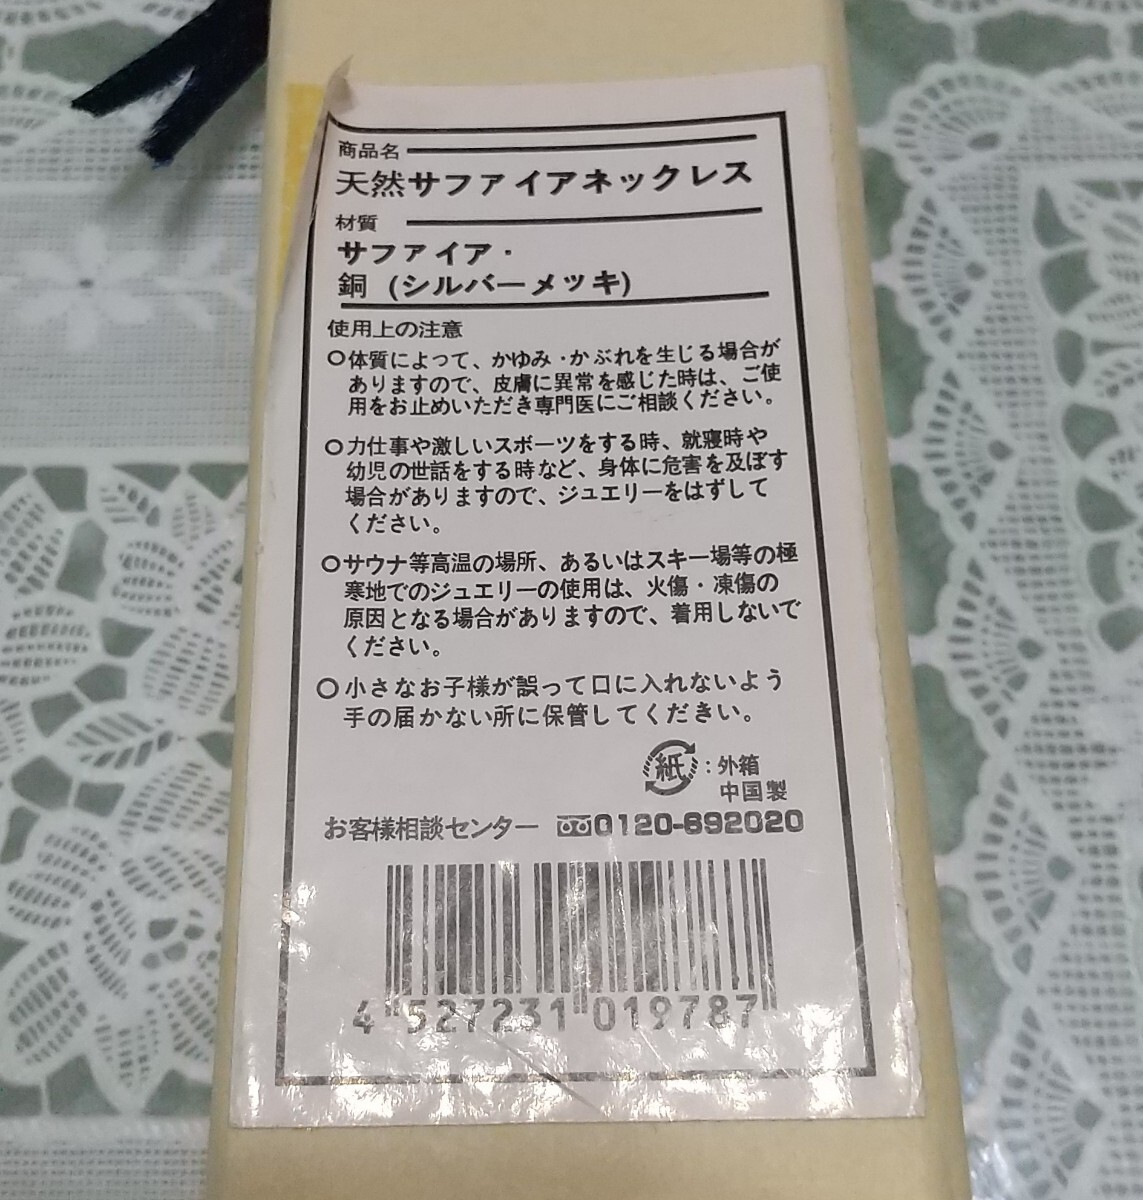 商品名
天然サファイアネックレス
材質
サファイア・
銅 (シルバーメッキ)
使用上の注意
○体質によって、かゆみ・かぶれを生じる場合が
ありますので、皮膚に異常を感じた時は、ご使
用をお止めいただき専門医にご相談ください。
○力仕事や激しいスポーツをする時、就寝時や
幼児の世話をする時など、身体に危害を及ぼす
場合がありますので、ジュエリーをはずして
ください。
○サウナ等高温の場所、あるいはスキー場等の極
寒地でのジュエリーの使用は、火傷・凍傷の
原因となる場合がありますので、着用しないで
ください。
○小さなお子様が誤って口に入れないよう
手の届かない所に保管してください。
紙:外箱
中国製
お客様相談センター 0120-692020
4 527231 019787